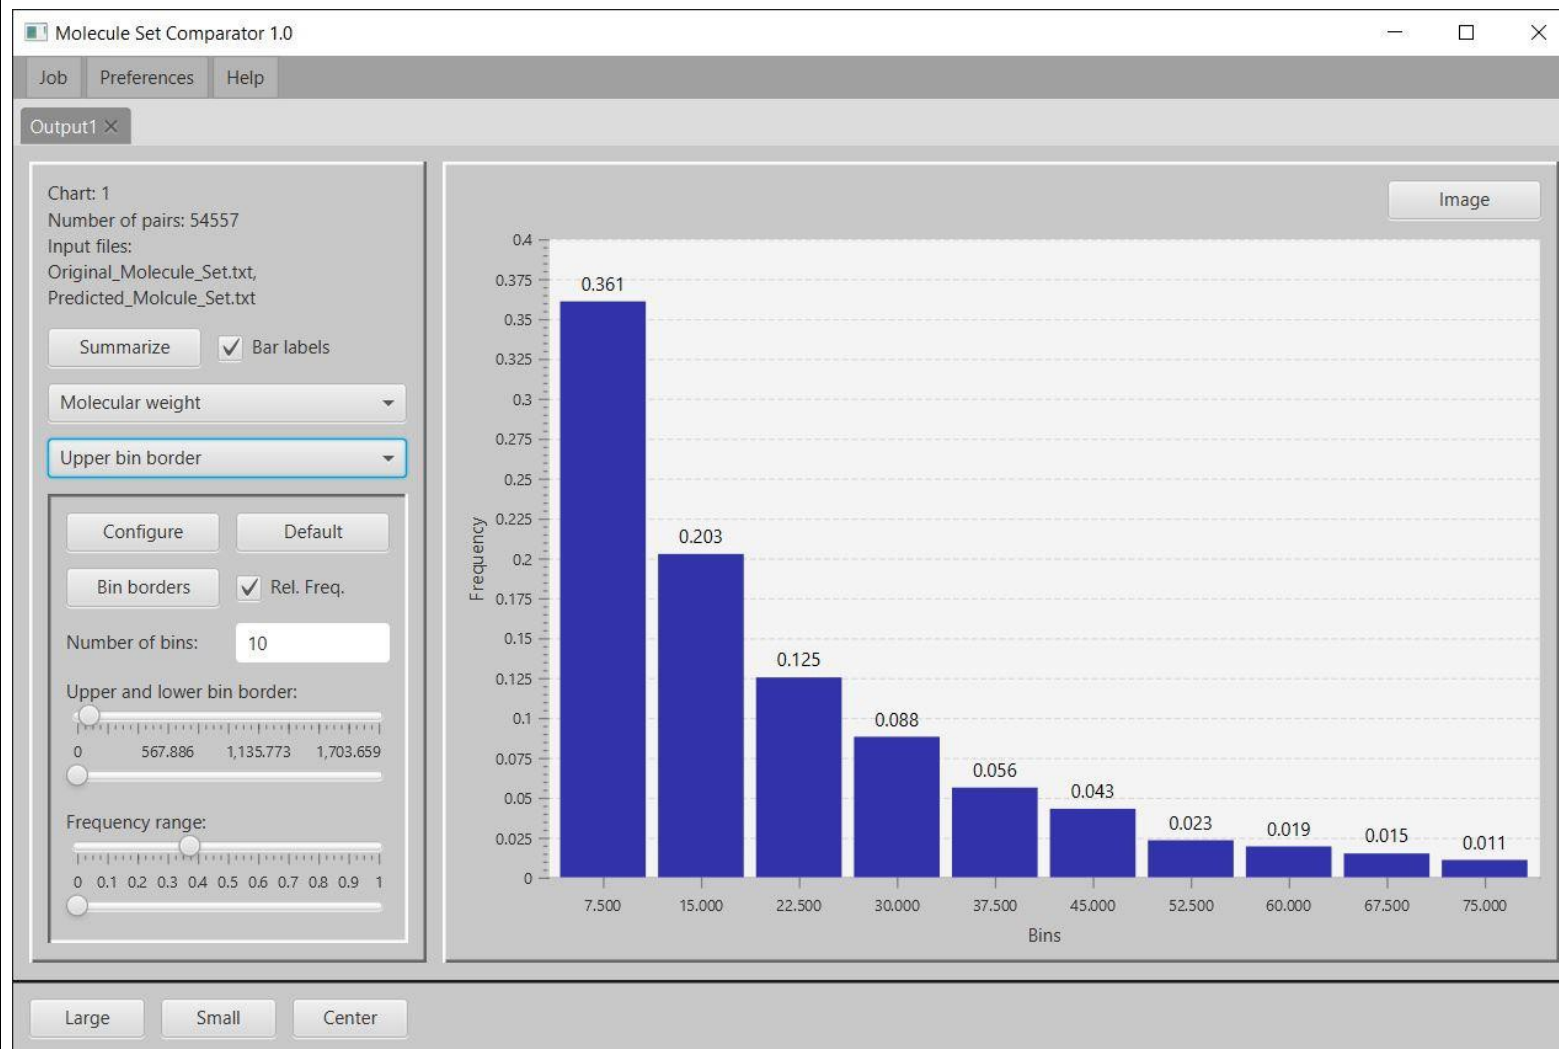 Molecule Set Comparator 1.0
Job Preferences Help
Output1
Chart: 1
Number of pairs: 54557
Input files:
Original_Molecule_Set.txt,
Predicted_Molcule_Set.txt
Summarize Bar labels
Molecular weight
Upper bin border
Configure Default
Bin borders Rel. Freq.
Number of bins: 10
Upper and lower bin border:
0 567.886 1,135.773 1,703.659
Frequency range:
0 0.1 0.2 0.3 0.4 0.5 0.6 0.7 0.8 0.9 1
Image
Frequency
0.4
0.375
0.35
0.325
0.3
0.275
0.25
0.225
0.2
0.175
0.15
0.125
0.1
0.075
0.05
0.025
0
0.361
0.203
0.125
0.088
0.056
0.043
0.023
0.019
0.015
0.011
7.500 15.000 22.500 30.000 37.500 45.000 52.500 60.000 67.500 75.000
Bins
Large Small Center